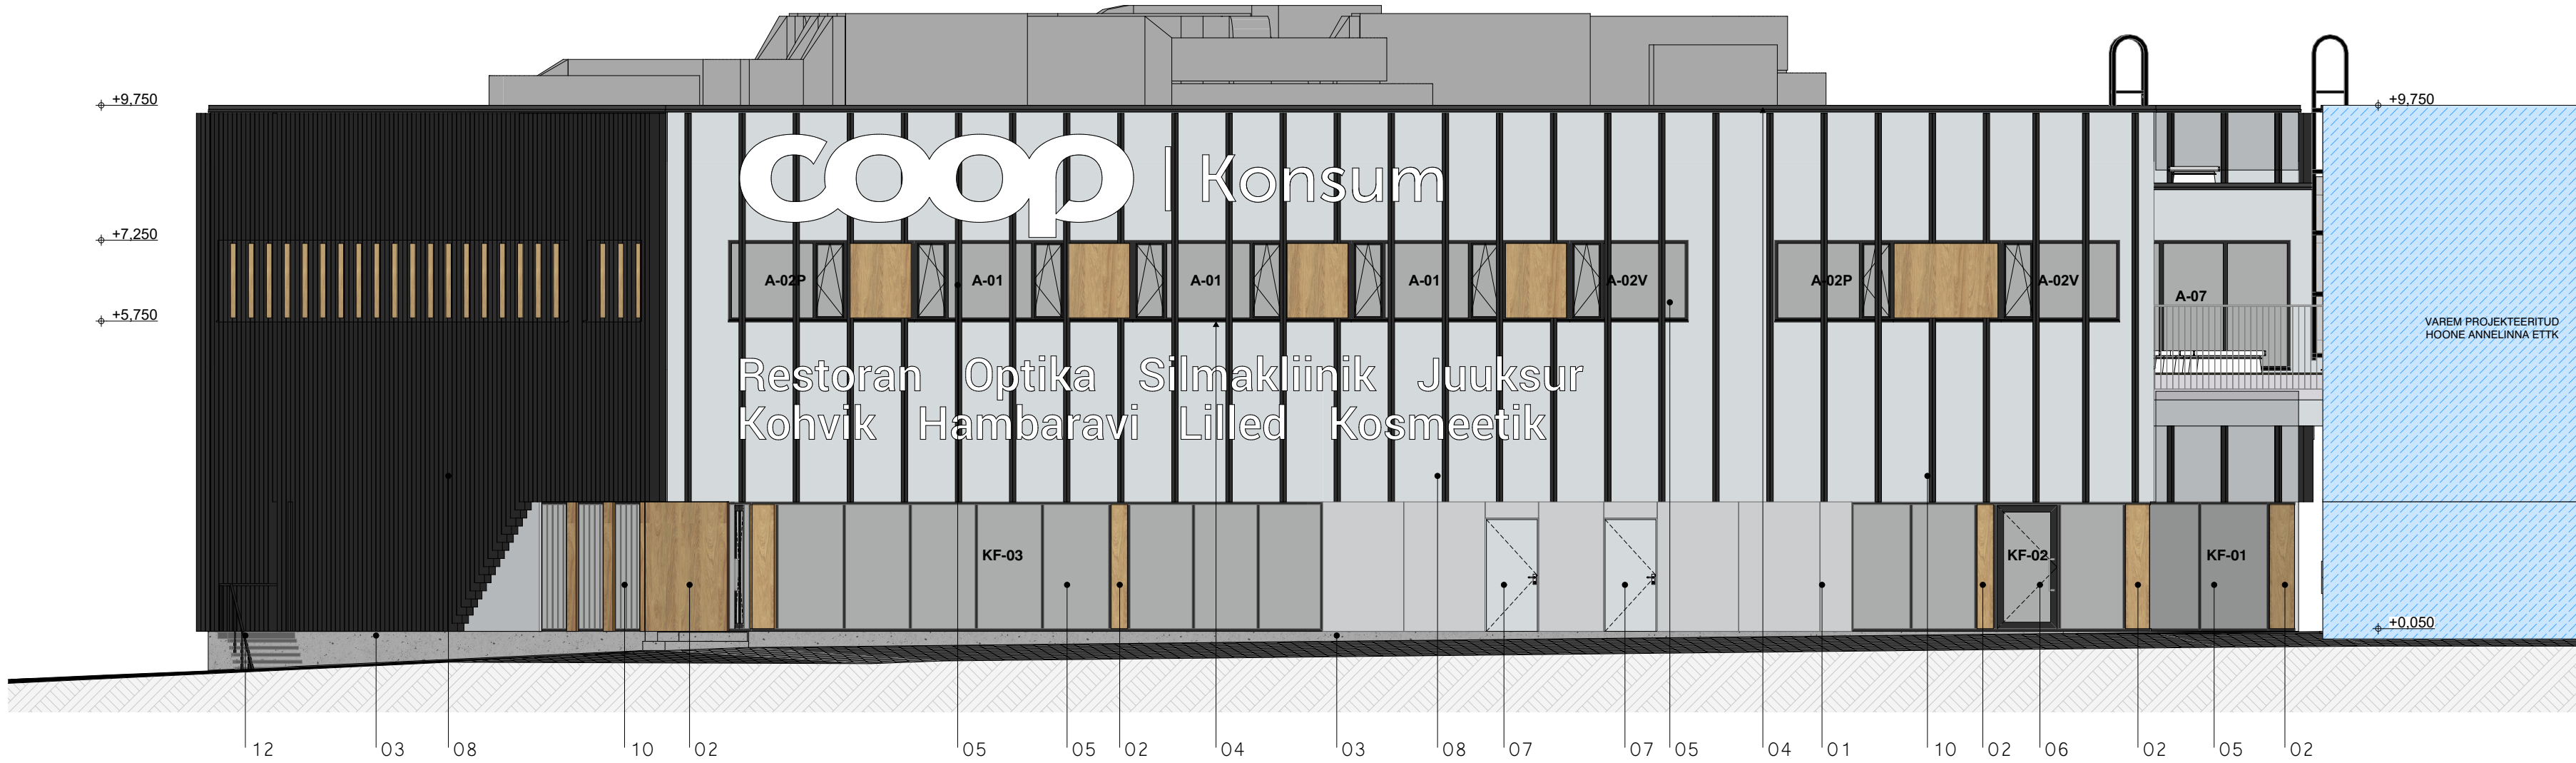 +9,750
+9,750
coop | Konsum
+7,250
A-02P
A-01
A-01
A-01
A-02V
A-02P
A-02V
A-07
+5,750
VAREM PROJEKTEERITUD
HOONE ANNELINNA ETTK
Restoran Optika Silmakliinik Juuksur
Kohvik Hambaravi Lilled Kosmeetik
KF-03
KF-02
KF-01
+0,050
12 03 08 10 02 05 05 02 04 03 08 07 07 05 04 01 10 02 06 02 05 02